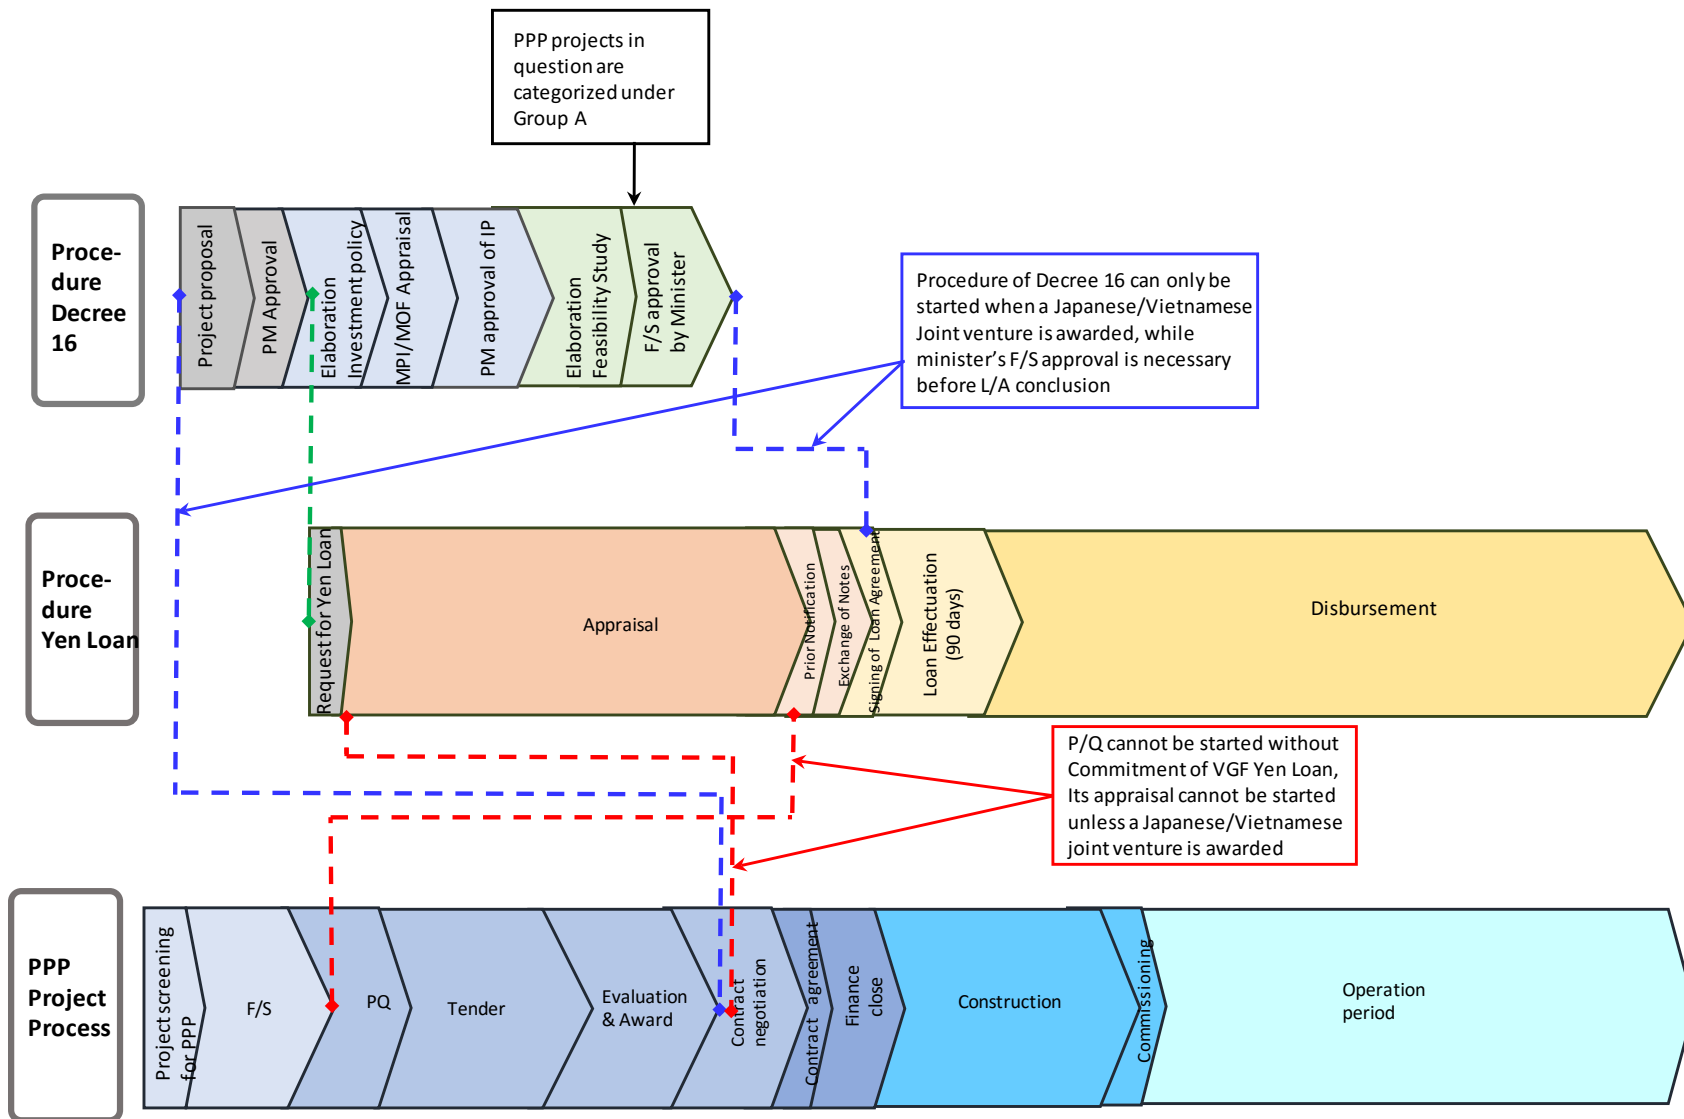 PPP projects in
question are
categorized under
Group A
Proce-
dure
Decree
16
Project proposal
PM Approval
Elaboration
Investment policy
MPI/MOF Appraisal
PM approval of IP
Elaboration
Feasibility Study
F/S approval
by Minister
Procedure of Decree 16 can only be
started when a Japanese/Vietnamese
Joint venture is awarded, while
minister's F/S approval is necessary
before L/A conclusion
Proce-
dure
Yen Loan
Request for Yen Loan
Appraisal
Prior Notification
Exchange of Notes
Signing of Loan Agreement
Loan Effectuation
(90 days)
Disbursement
P/Q cannot be started without
Commitment of VGF Yen Loan,
Its appraisal cannot be started
unless a Japanese/Vietnamese
joint venture is awarded
PPP
Project
Process
Project screening
for PPP
F/S
PQ
Tender
Evaluation
& Award
Contract
negotiation
Contract agreement
Finance
close
Construction
Commissioning
Operation
period